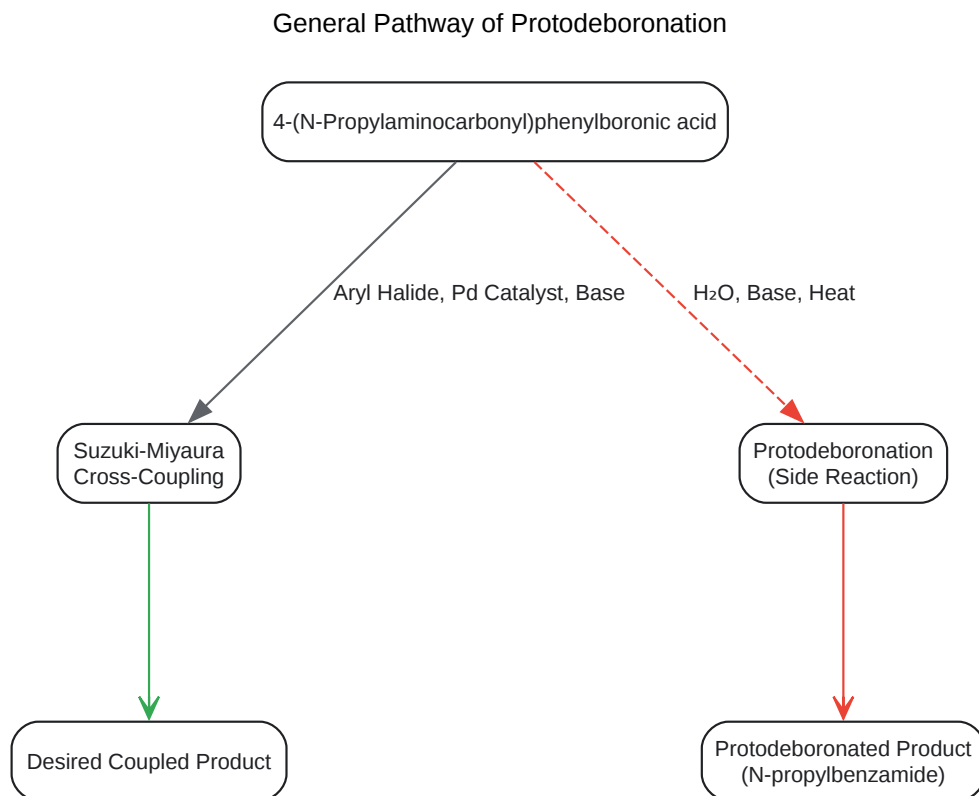 General Pathway of Protodeboronation
4-(N-Propylaminocarbonyl)phenylboronic acid
Aryl Halide, Pd Catalyst, Base
H₂O, Base, Heat
Suzuki-Miyaura
Cross-Coupling
Protodeboronation
(Side Reaction)
Desired Coupled Product
Protodeboronated Product
(N-propylbenzamide)